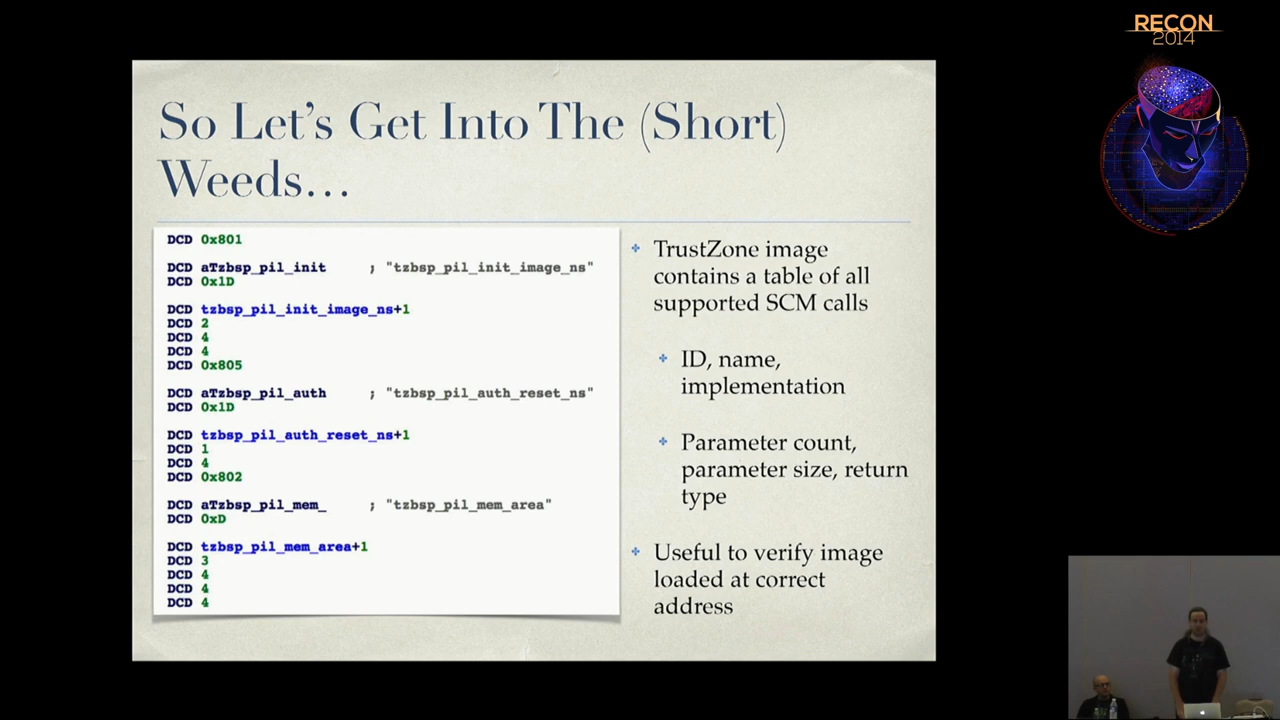 RECON
2014
So Let's Get Into The (Short)
Weeds...
DCD 0x801
DCD aTzbsp_pil_init ; "tzbsp_pil_init_image_ns"
DCD 0x1D
DCD tzbsp_pil_init_image_ns+1
DCD 2
DCD 4
DCD 4
DCD 0x805
DCD aTzbsp_pil_auth ; "tzbsp_pil_auth_reset_ns"
DCD 0x1D
DCD tzbsp_pil_auth_reset_ns+1
DCD 1
DCD 4
DCD 0x802
DCD aTzbsp_pil_mem_ ; "tzbsp_pil_mem_area"
DCD 0xD
DCD tzbsp_pil_mem_area+1
DCD 3
DCD 4
DCD 4
DCD 4
TrustZone image
contains a table of all
supported SCM calls
ID, name,
implementation
Parameter count,
parameter size, return
type
Useful to verify image
loaded at correct
address